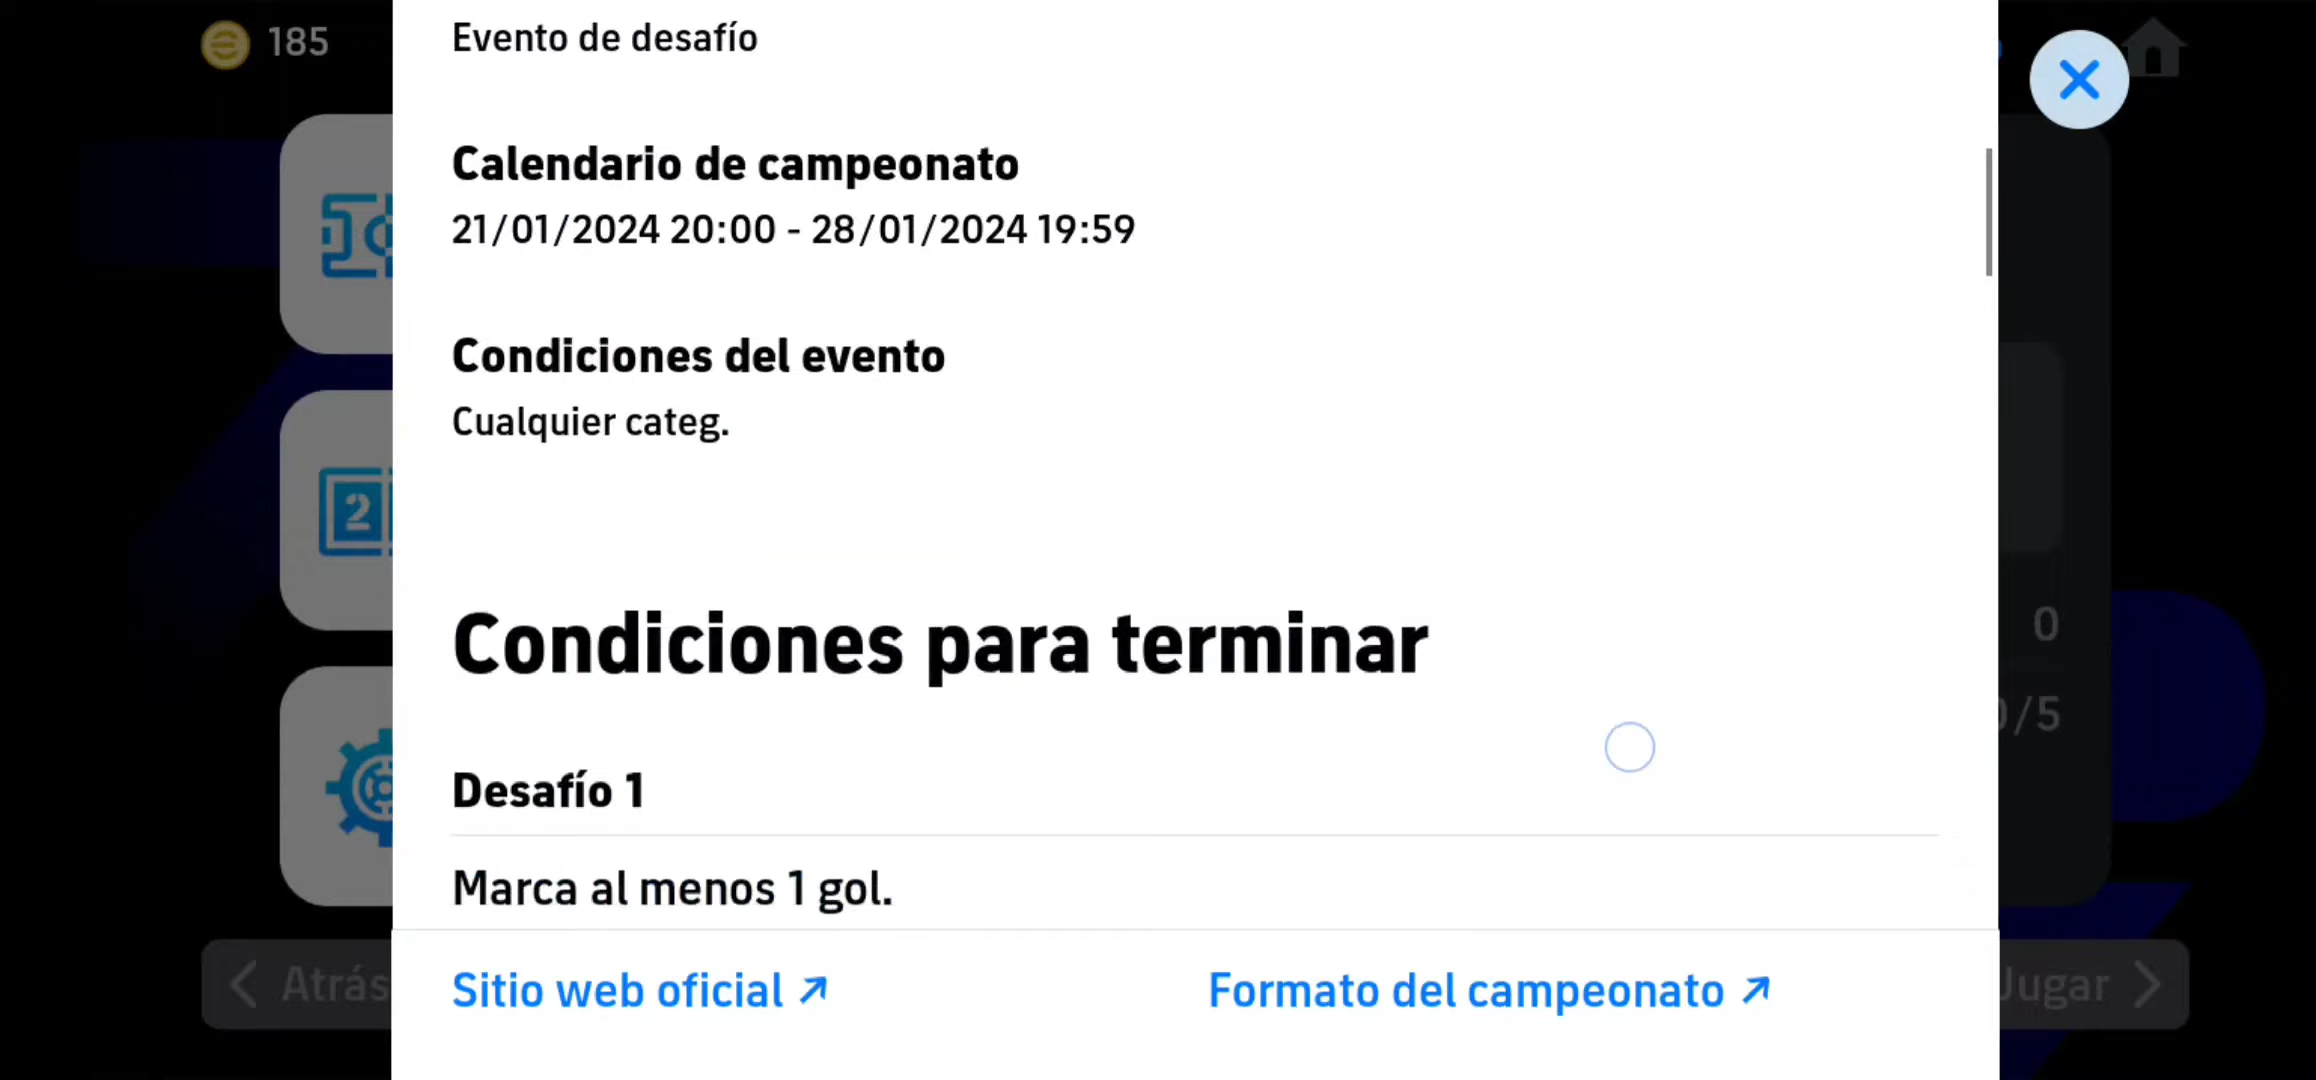 185
Evento de desafío
Calendario de campeonato
21/01/2024 20:00 - 28/01/2024 19:59
Condiciones del evento
Cualquier categ.
2
Condiciones para terminar
0
/5
Desafío 1
Marca al menos 1 gol.
Atrás
Sitio web oficial ↗
Formato del campeonato ↗
Jugar